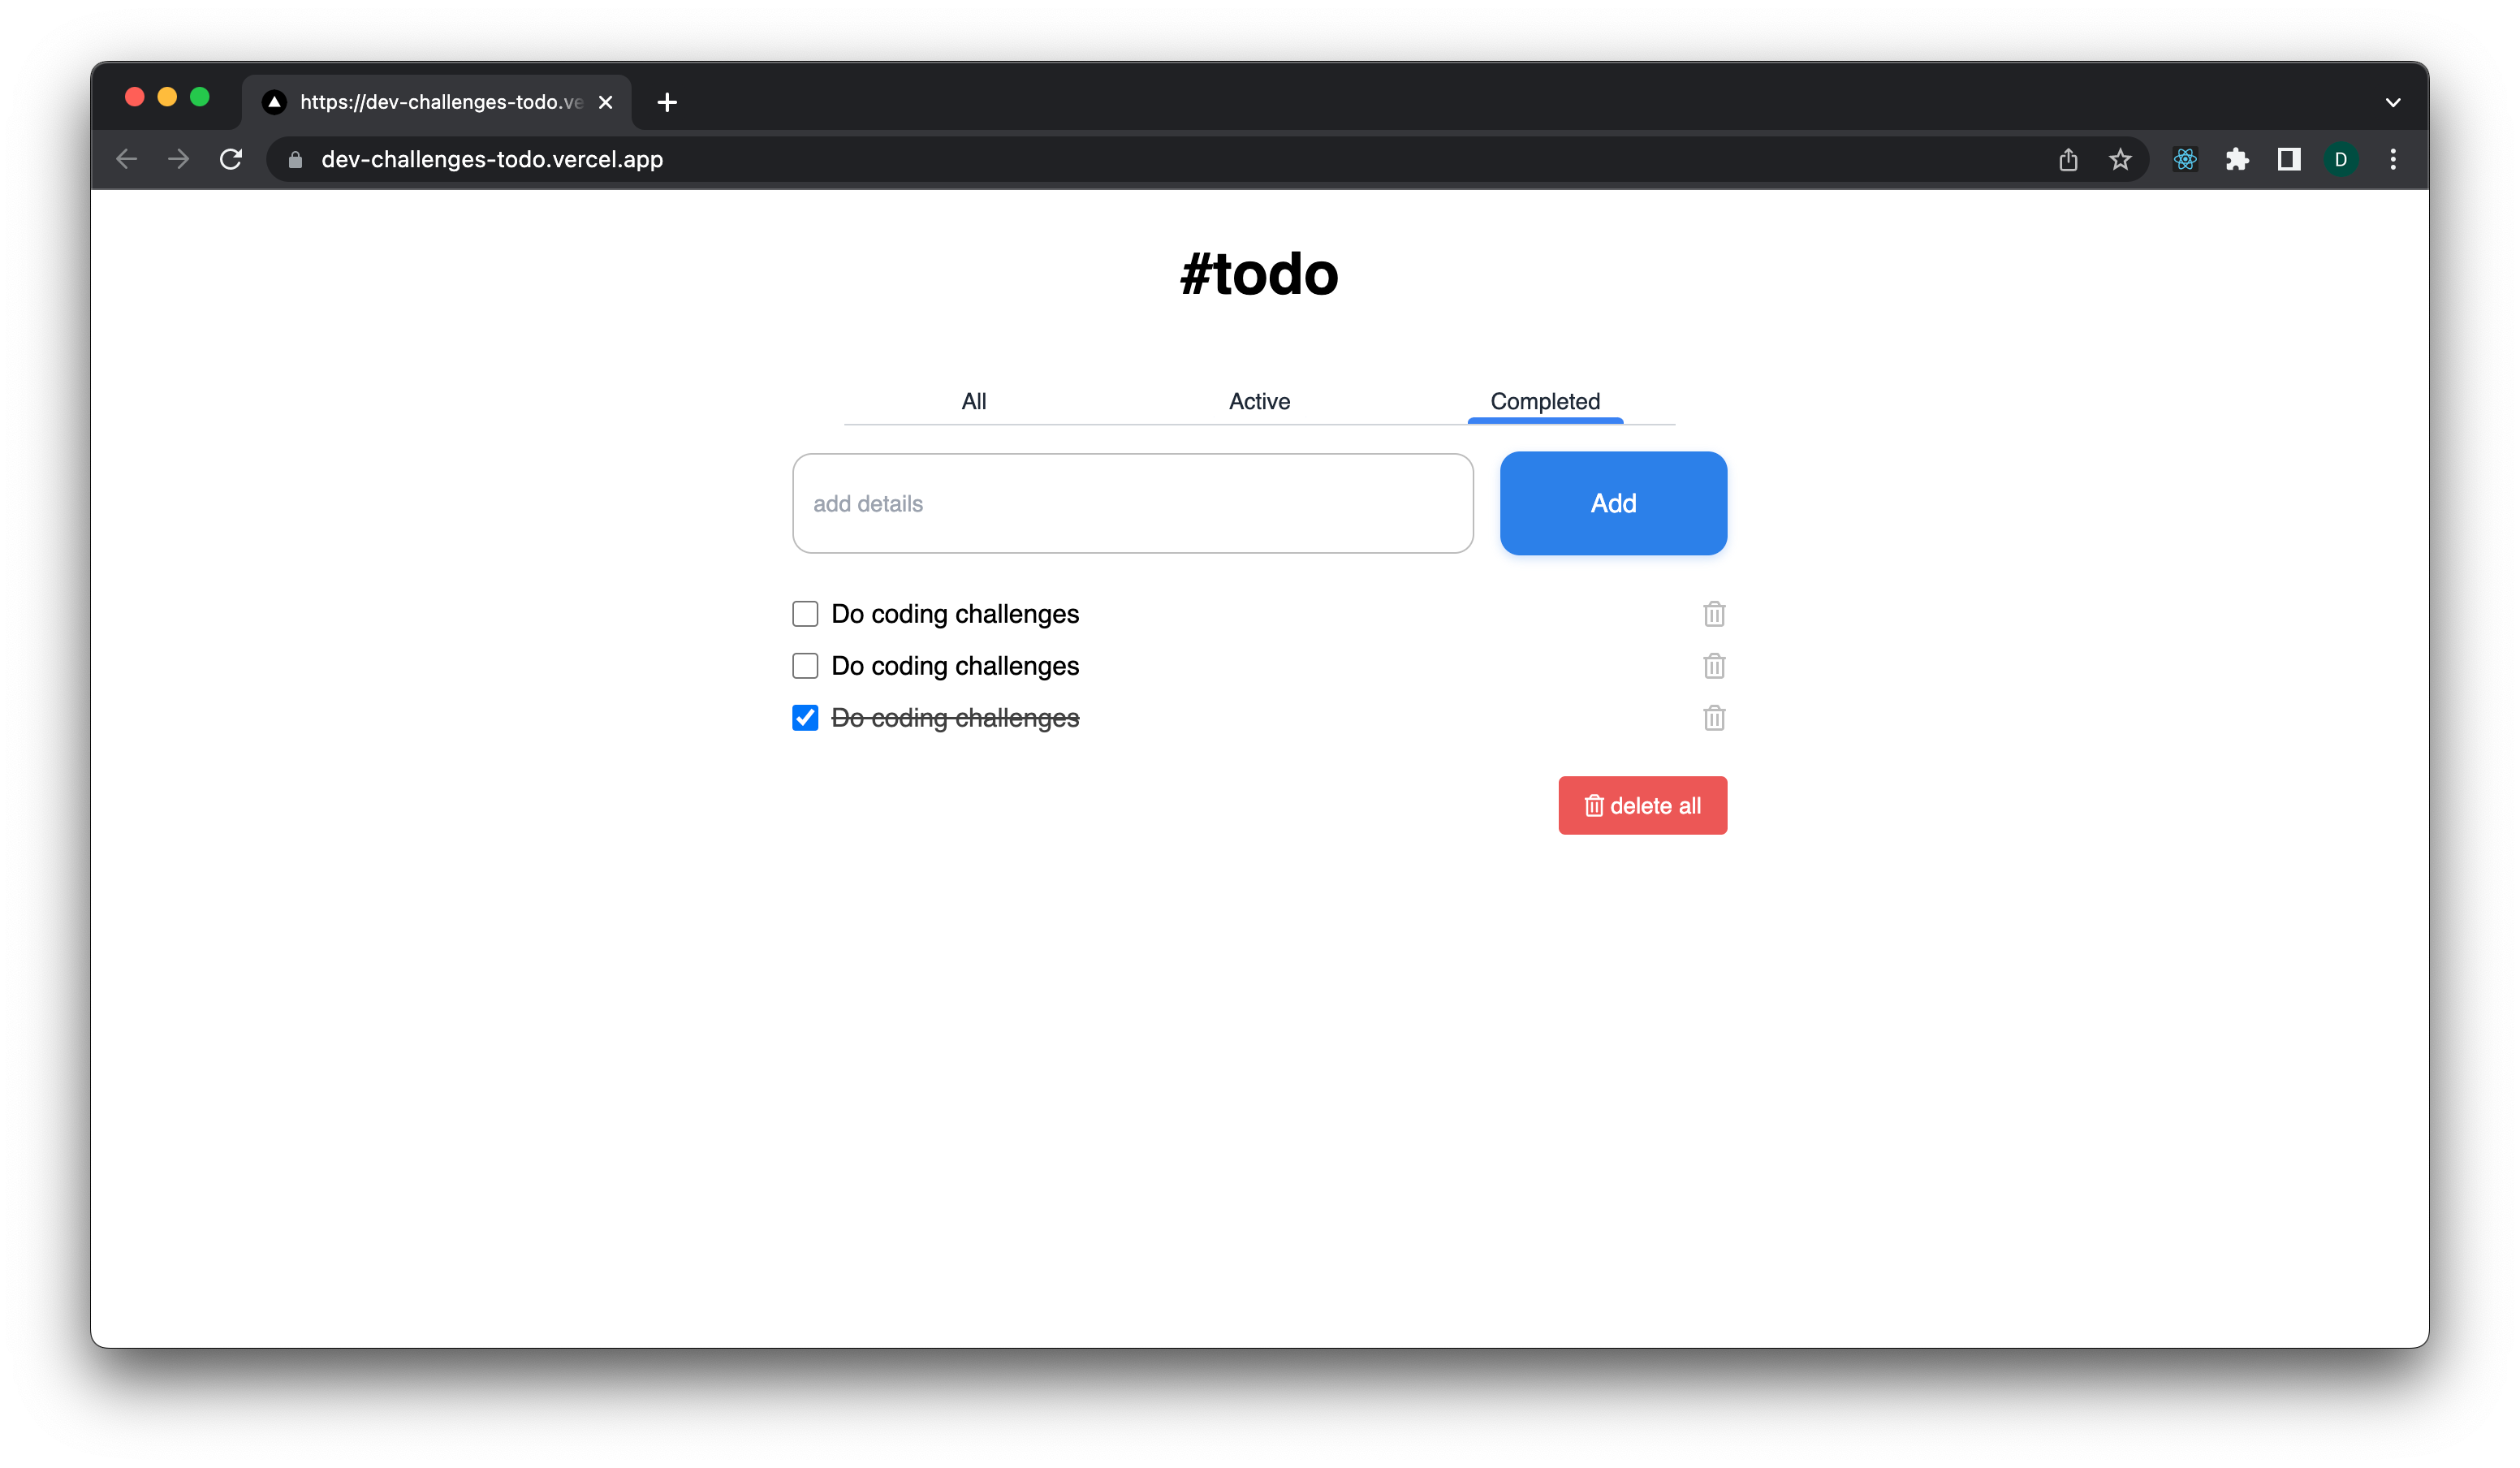 https://dev-challenges-todo.ve
dev-challenges-todo.vercel.app
D
#todo
All Active Completed
add details Add
Do coding challenges
Do coding challenges
Do coding challenges
delete all